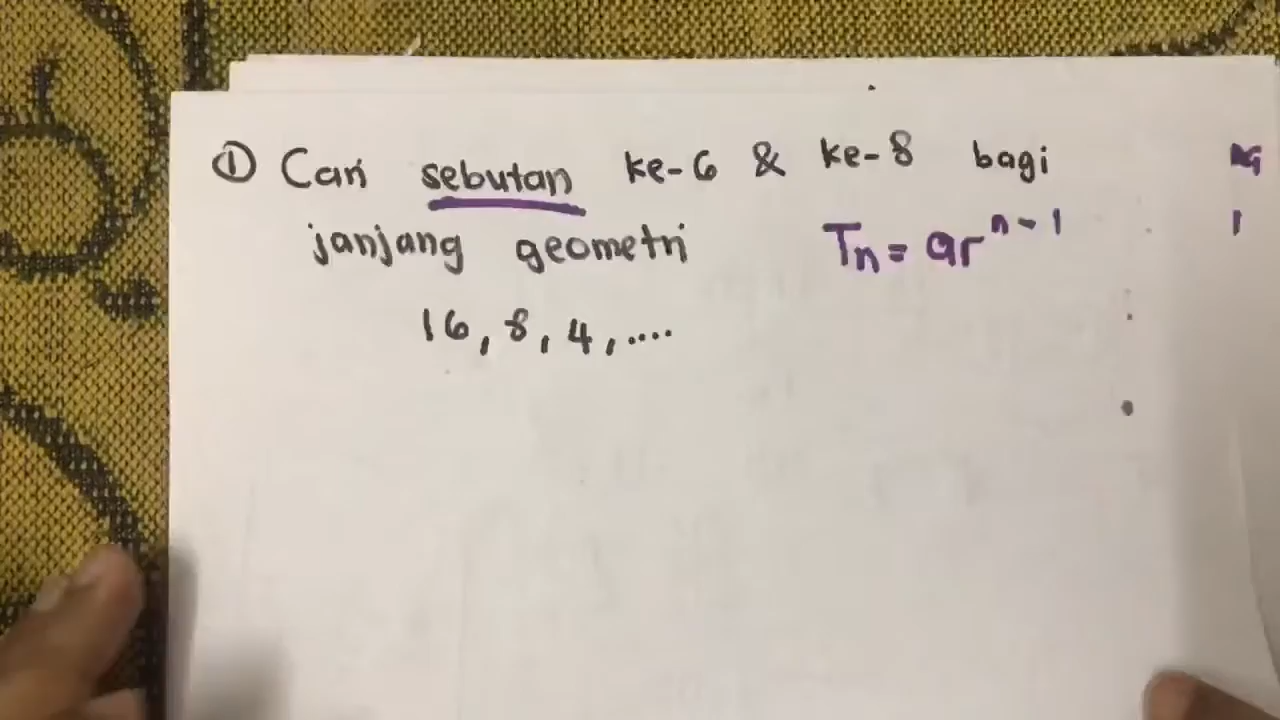 ① Cari sebutan ke-6 & ke-8 bagi
janjang geometri
Tn = ar^n-1
16, 8, 4, ....